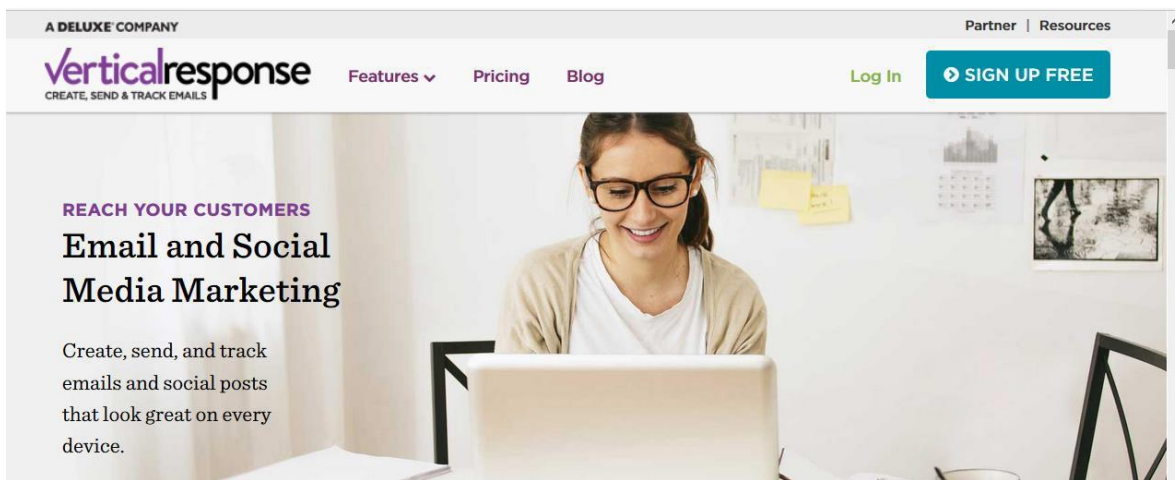 A DELUXE® COMPANY
Partner | Resources
verticalresponse
CREATE, SEND & TRACK EMAILS
Features
Pricing
Blog
Log In
SIGN UP FREE
REACH YOUR CUSTOMERS
Email and Social
Media Marketing
Create, send, and track
emails and social posts
that look great on every
device.